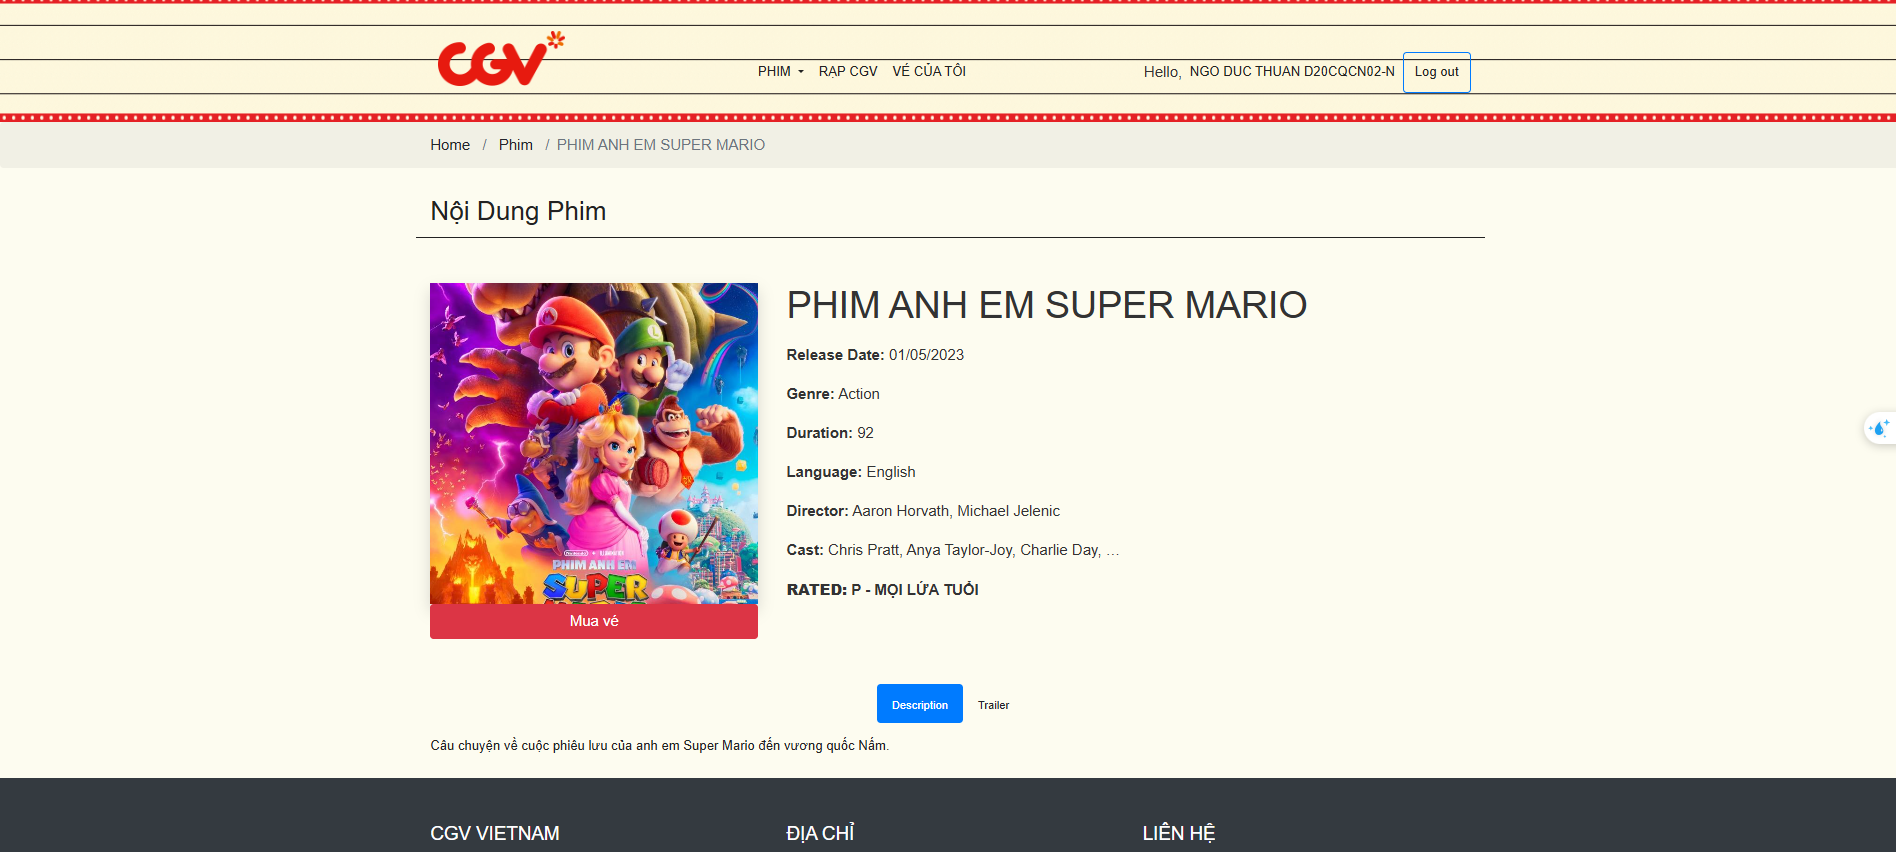 CGV
PHIM RẠP CGV VÉ CỦA TÔI Hello, NGO DUC THUAN D20CQCN02-N Log out
Home / Phim / PHIM ANH EM SUPER MARIO
Nội Dung Phim
PHIM ANH EM SUPER MARIO
Release Date: 01/05/2023
Genre: Action
Duration: 92
Language: English
Director: Aaron Horvath, Michael Jelenic
Cast: Chris Pratt, Anya Taylor-Joy, Charlie Day, …
RATED: P - MỌI LỨA TUỔI
PHIM ANH EM
SUPER
Mua vé
Description Trailer
Câu chuyện về cuộc phiêu lưu của anh em Super Mario đến vương quốc Nấm.
CGV VIETNAM ĐỊA CHỈ LIÊN HỆ